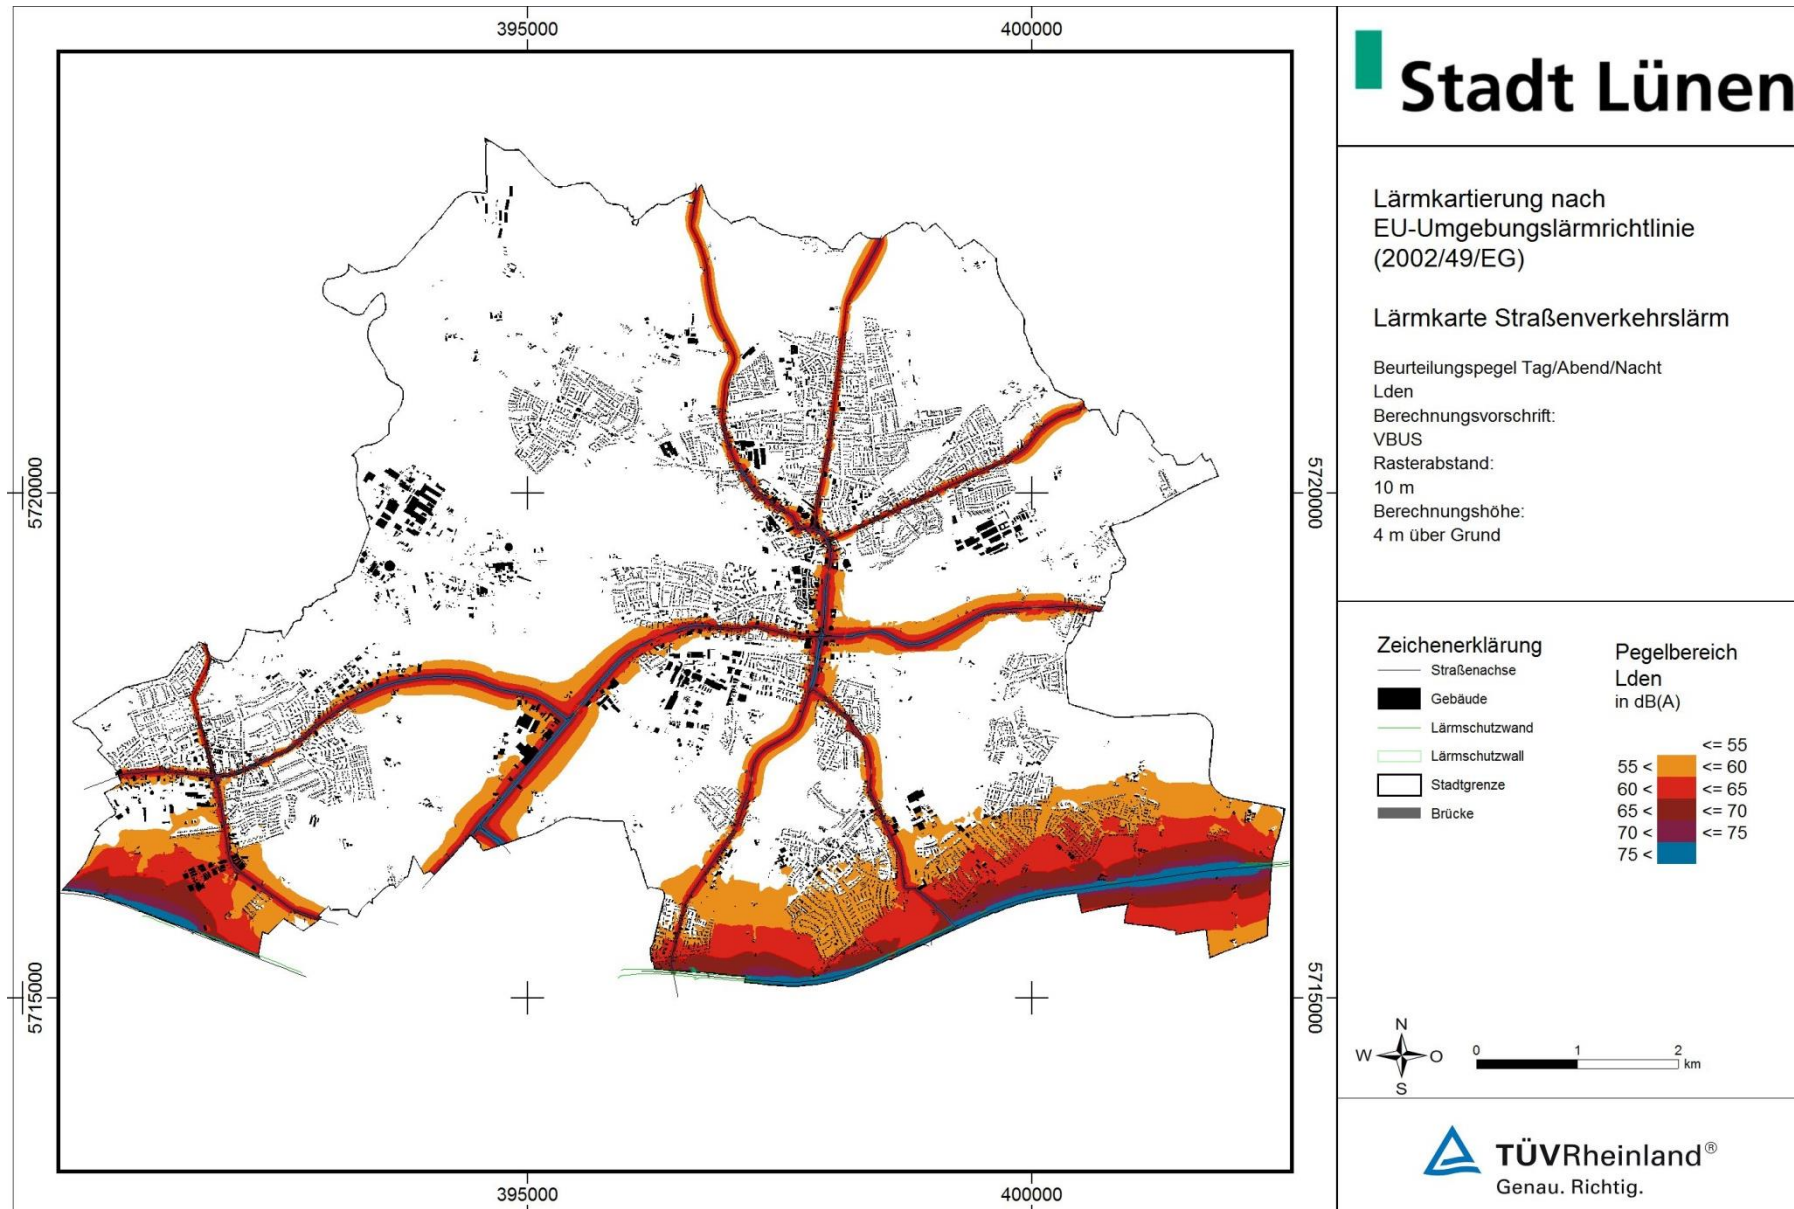 395000
400000
Stadt Lünen
Lärmkartierung nach
EU-Umgebungslärmrichtlinie
(2002/49/EG)
Lärmkarte Straßenverkehrslärm
Beurteilungspegel Tag/Abend/Nacht
Lden
Berechnungsvorschrift:
VBUS
Rasterabstand:
10 m
Berechnungshöhe:
4 m über Grund
5720000
5720000
Zeichenerklärung
Straßenachse
Gebäude
Lärmschutzwand
Lärmschutzwall
Stadtgrenze
Brücke
Pegelbereich
Lden
in dB(A)
<= 55
55 < <= 60
60 < <= 65
65 < <= 70
70 < <= 75
75 <
5715000
5715000
N
W O
S
0 1 2
km
TÜVRheinland®
Genau. Richtig.
395000
400000